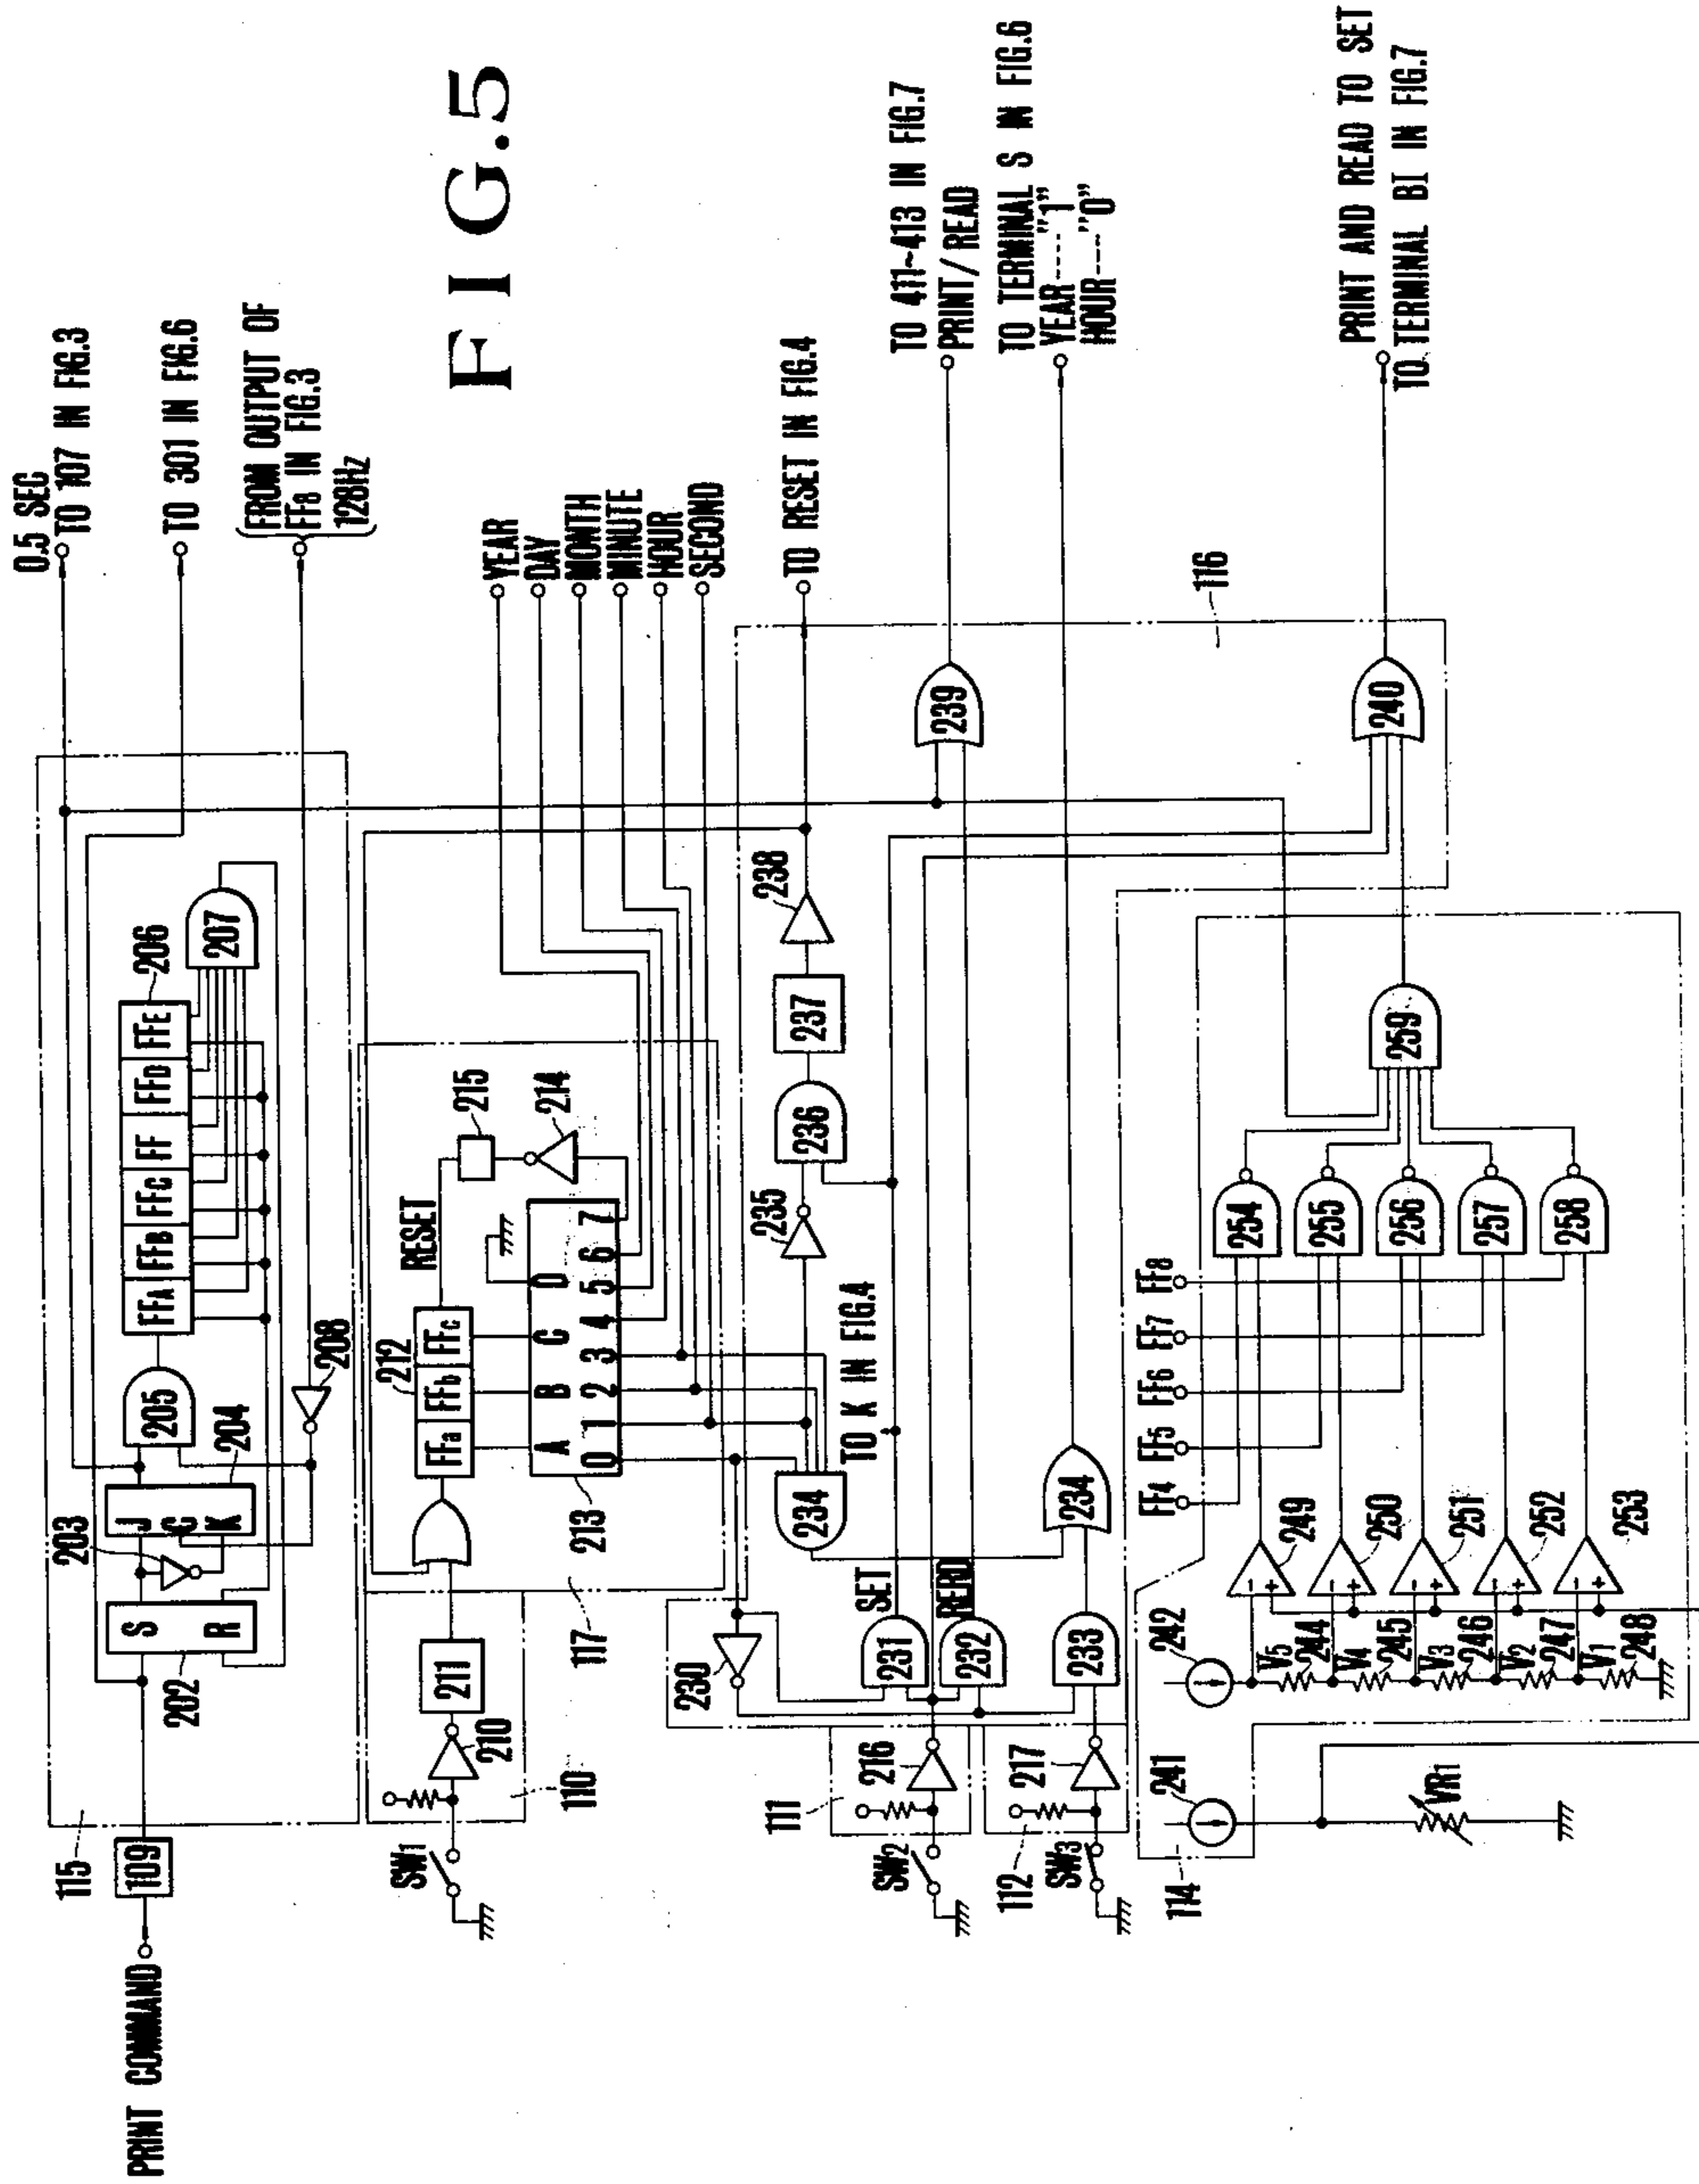 FIG.5
0.5 SEC
TO 107 IN FIG.3
TO 301 IN FIG.6
FROM OUTPUT OF
FF8 IN FIG.3
128Hz
PRINT COMMAND
109
115
202
S
R
203
J
C
K
204
205
FFA
FFB
FFC
FF
FFD
FFE
206
207
208
SW1
110
210
211
117
212
FFa
FFb
FFc
RESET
215
214
213
A
B
C
D
0
1
2
3
4
5
6
7
YEAR
DAY
MONTH
MINUTE
HOUR
SECOND
TO RESET IN FIG.4
234
235
236
237
238
TO K IN FIG.4
230
SET
231
RERD
232
233
234
SW2
111
216
SW3
112
217
239
TO 411~413 IN FIG.7
PRINT/READ
TO TERMINAL S IN FIG.6
YEAR----"1"
HOUR----"0"
116
240
PRINT AND READ TO SET
TO TERMINAL BI IN FIG.7
114
241
VR1
242
V5
244
V4
245
V3
246
V2
247
V1
248
249
250
251
252
253
FF4
FF5
FF6
FF7
FF8
254
255
256
257
258
259